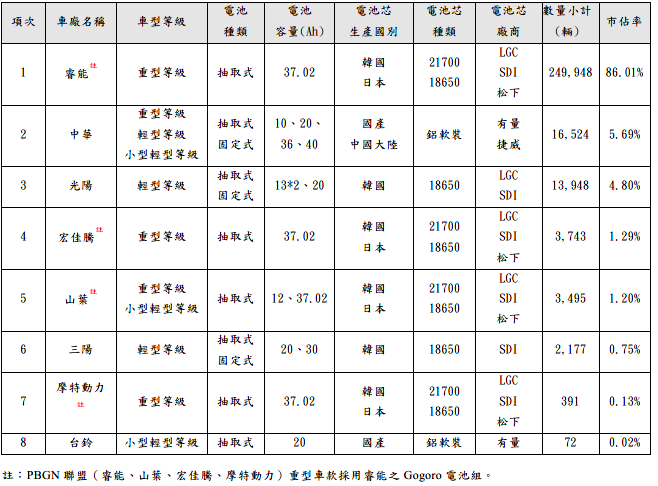 項次 車廠名稱 車型等級 電池種類 電池容量(Ah) 電池芯生產國別 電池芯種類 電池芯廠商 數量小計(輛) 市佔率
1 睿能註 重型等級 抽取式 37.02 韓國 日本 21700 18650 LGC SDI 松下 249,948 86.01%
2 中華 重型等級 輕型等級 小型輕型等級 抽取式 固定式 10、20、36、40 國產 中國大陸 鋁軟裝 有量 捷威 16,524 5.69%
3 光陽 輕型等級 抽取式 固定式 13*2、20 韓國 18650 LGC SDI 13,948 4.80%
4 宏佳騰註 重型等級 抽取式 37.02 韓國 日本 21700 18650 LGC SDI 松下 3,743 1.29%
5 山葉註 重型等級 小型輕型等級 抽取式 12、37.02 韓國 日本 21700 18650 LGC SDI 松下 3,495 1.20%
6 三陽 輕型等級 抽取式 固定式 20、30 韓國 18650 SDI 2,177 0.75%
7 摩特動力註 重型等級 抽取式 37.02 韓國 日本 21700 18650 LGC SDI 松下 391 0.13%
8 台鈴 小型輕型等級 抽取式 20 國產 鋁軟裝 有量 72 0.02%
註：PBGN 聯盟（睿能、山葉、宏佳騰、摩特動力）重型車款採用睿能之 Gogoro 電池組。